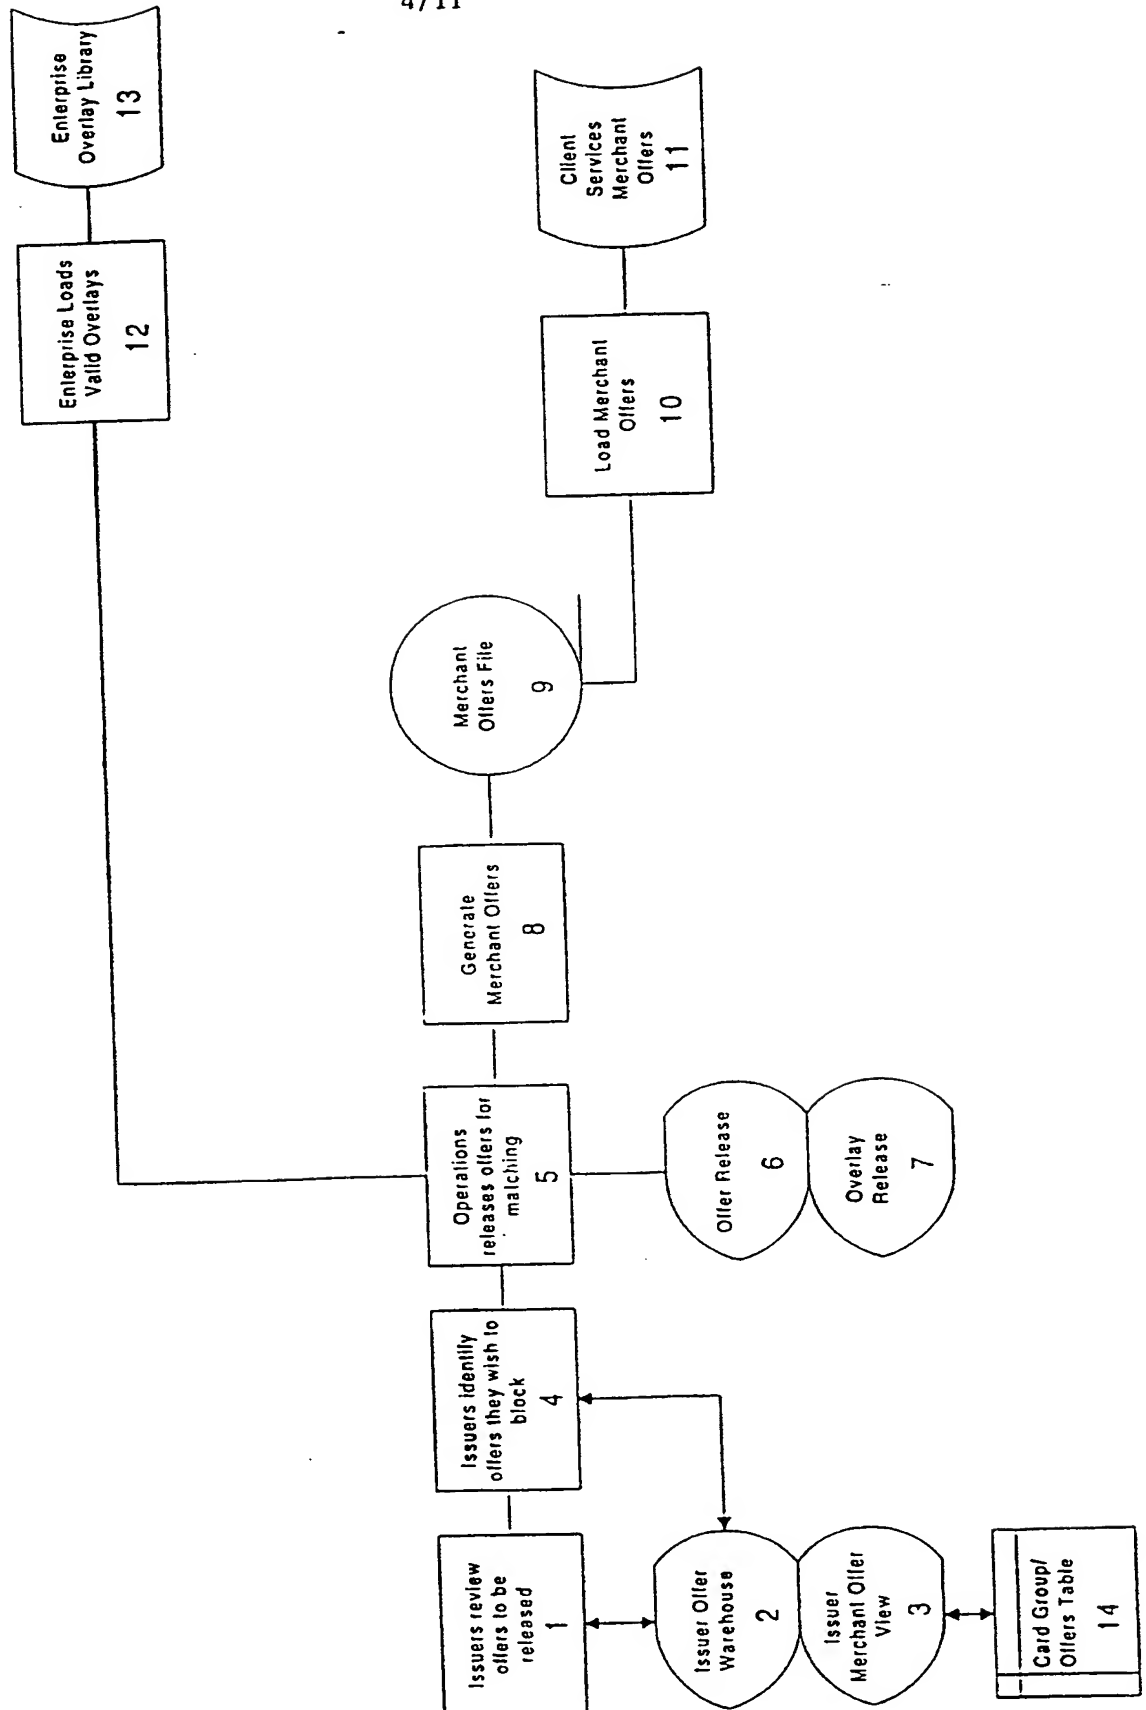 4/11
Enterprise
Overlay Library
13
Enterprise Loads
Valid Overlays
12
Client
Services
Merchant
Offers
11
Load Merchant
Offers
10
Merchant
Offers File
9
Generate
Merchant Offers
8
Operations
releases offers for
matching
5
Offer Release
6
Overlay
Release
7
Issuers identify
offers they wish to
block
4
Issuers review
offers to be
released
1
Issuer Offer
Warehouse
2
Issuer
Merchant Offer
View
3
Card Group/
Offers Table
14